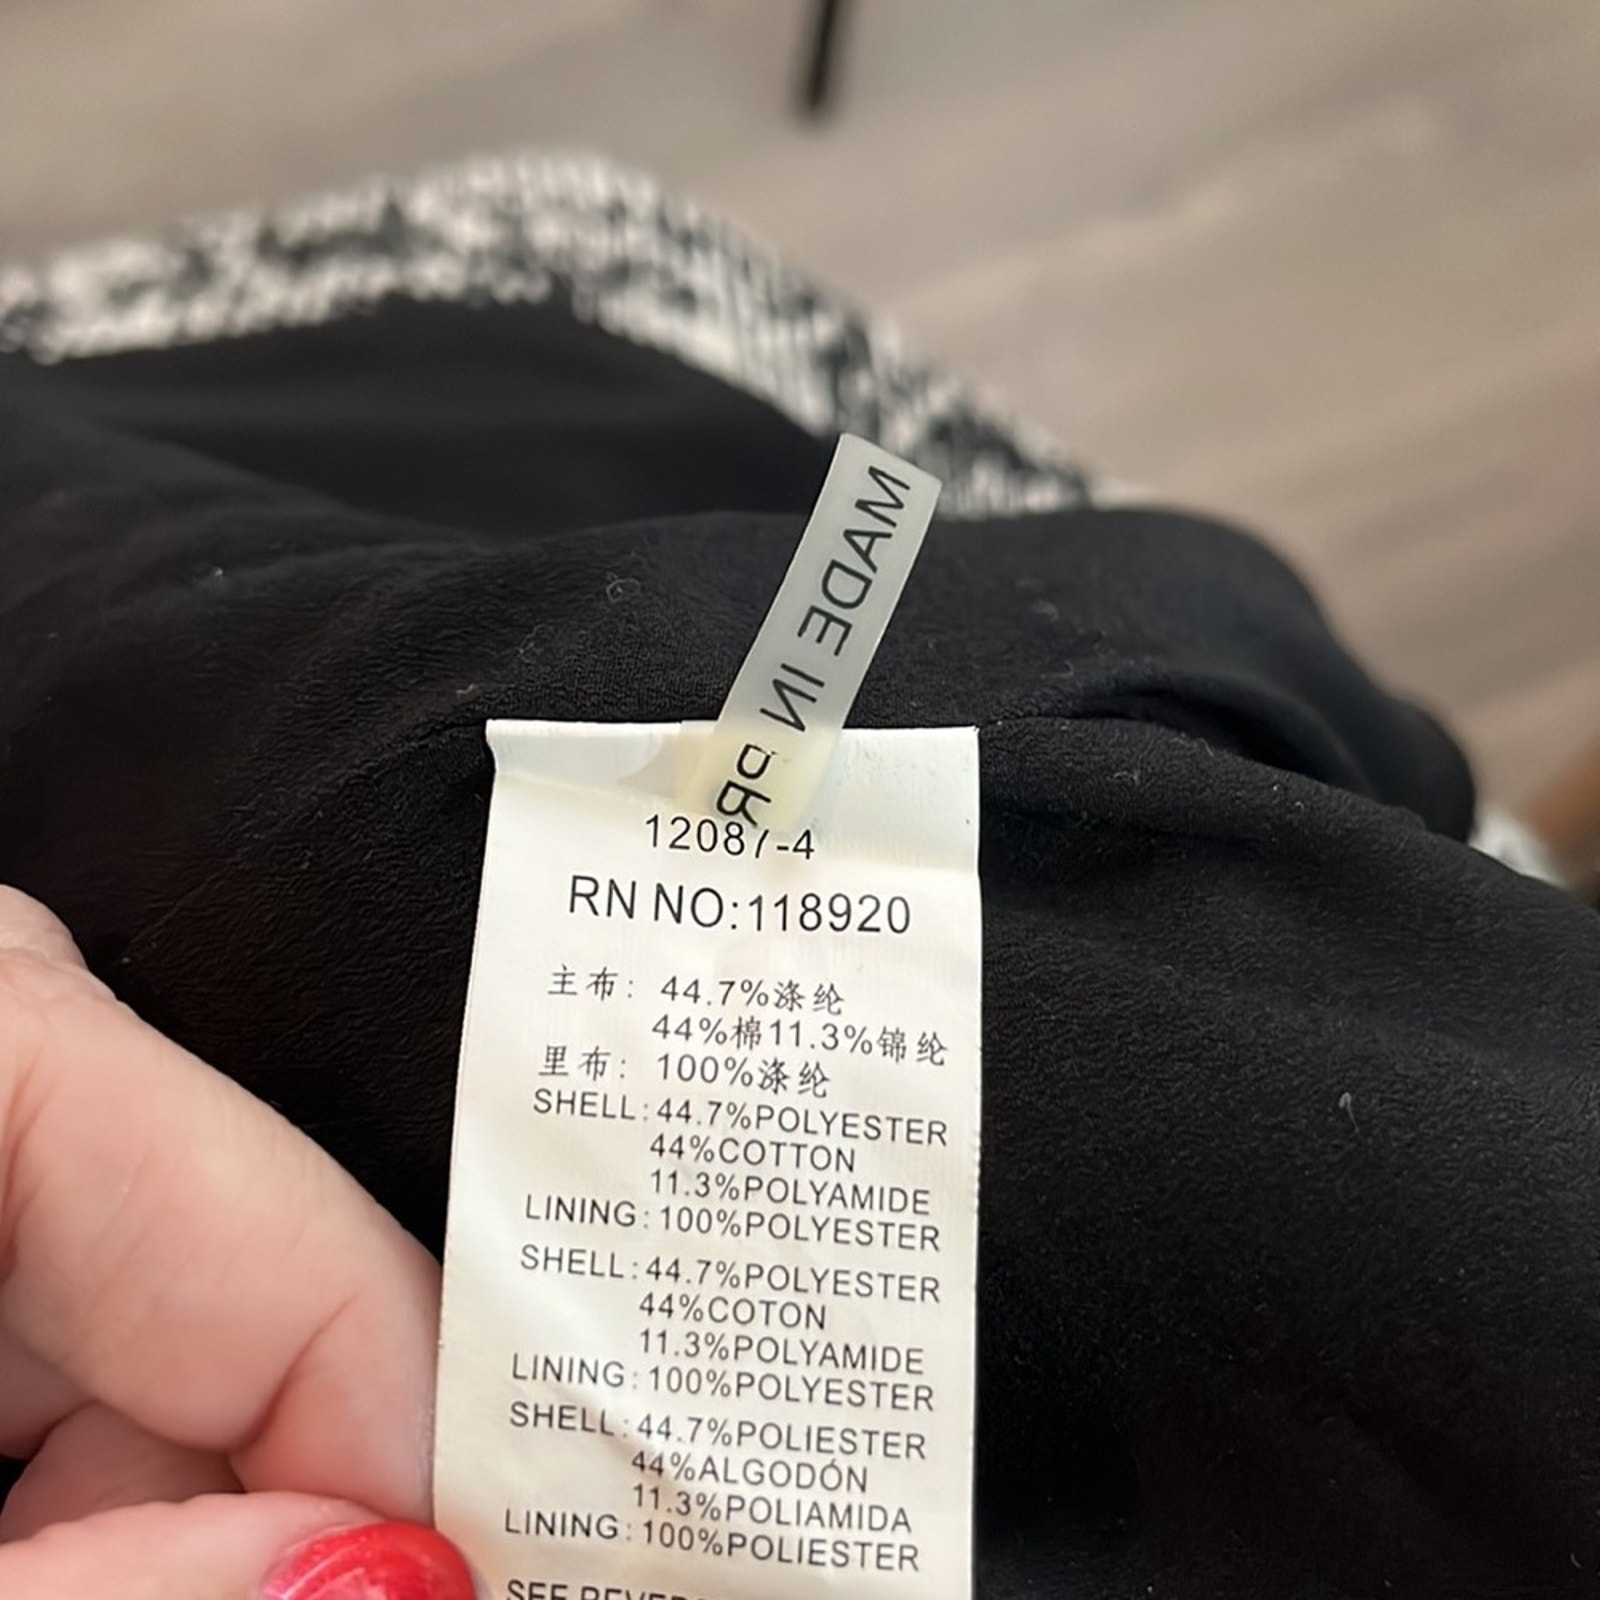 MADE IN
12087-4
RN NO:118920
主布: 44.7%涤纶
44%棉11.3%锦纶
里布: 100%涤纶
SHELL:44.7%POLYESTER
44%COTTON
11.3%POLYAMIDE
LINING:100%POLYESTER
SHELL:44.7%POLYESTER
44%COTON
11.3%POLYAMIDE
LINING:100%POLYESTER
SHELL:44.7%POLIESTER
44%ALGODÓN
11.3%POLIAMIDA
LINING:100%POLIESTER
SEE